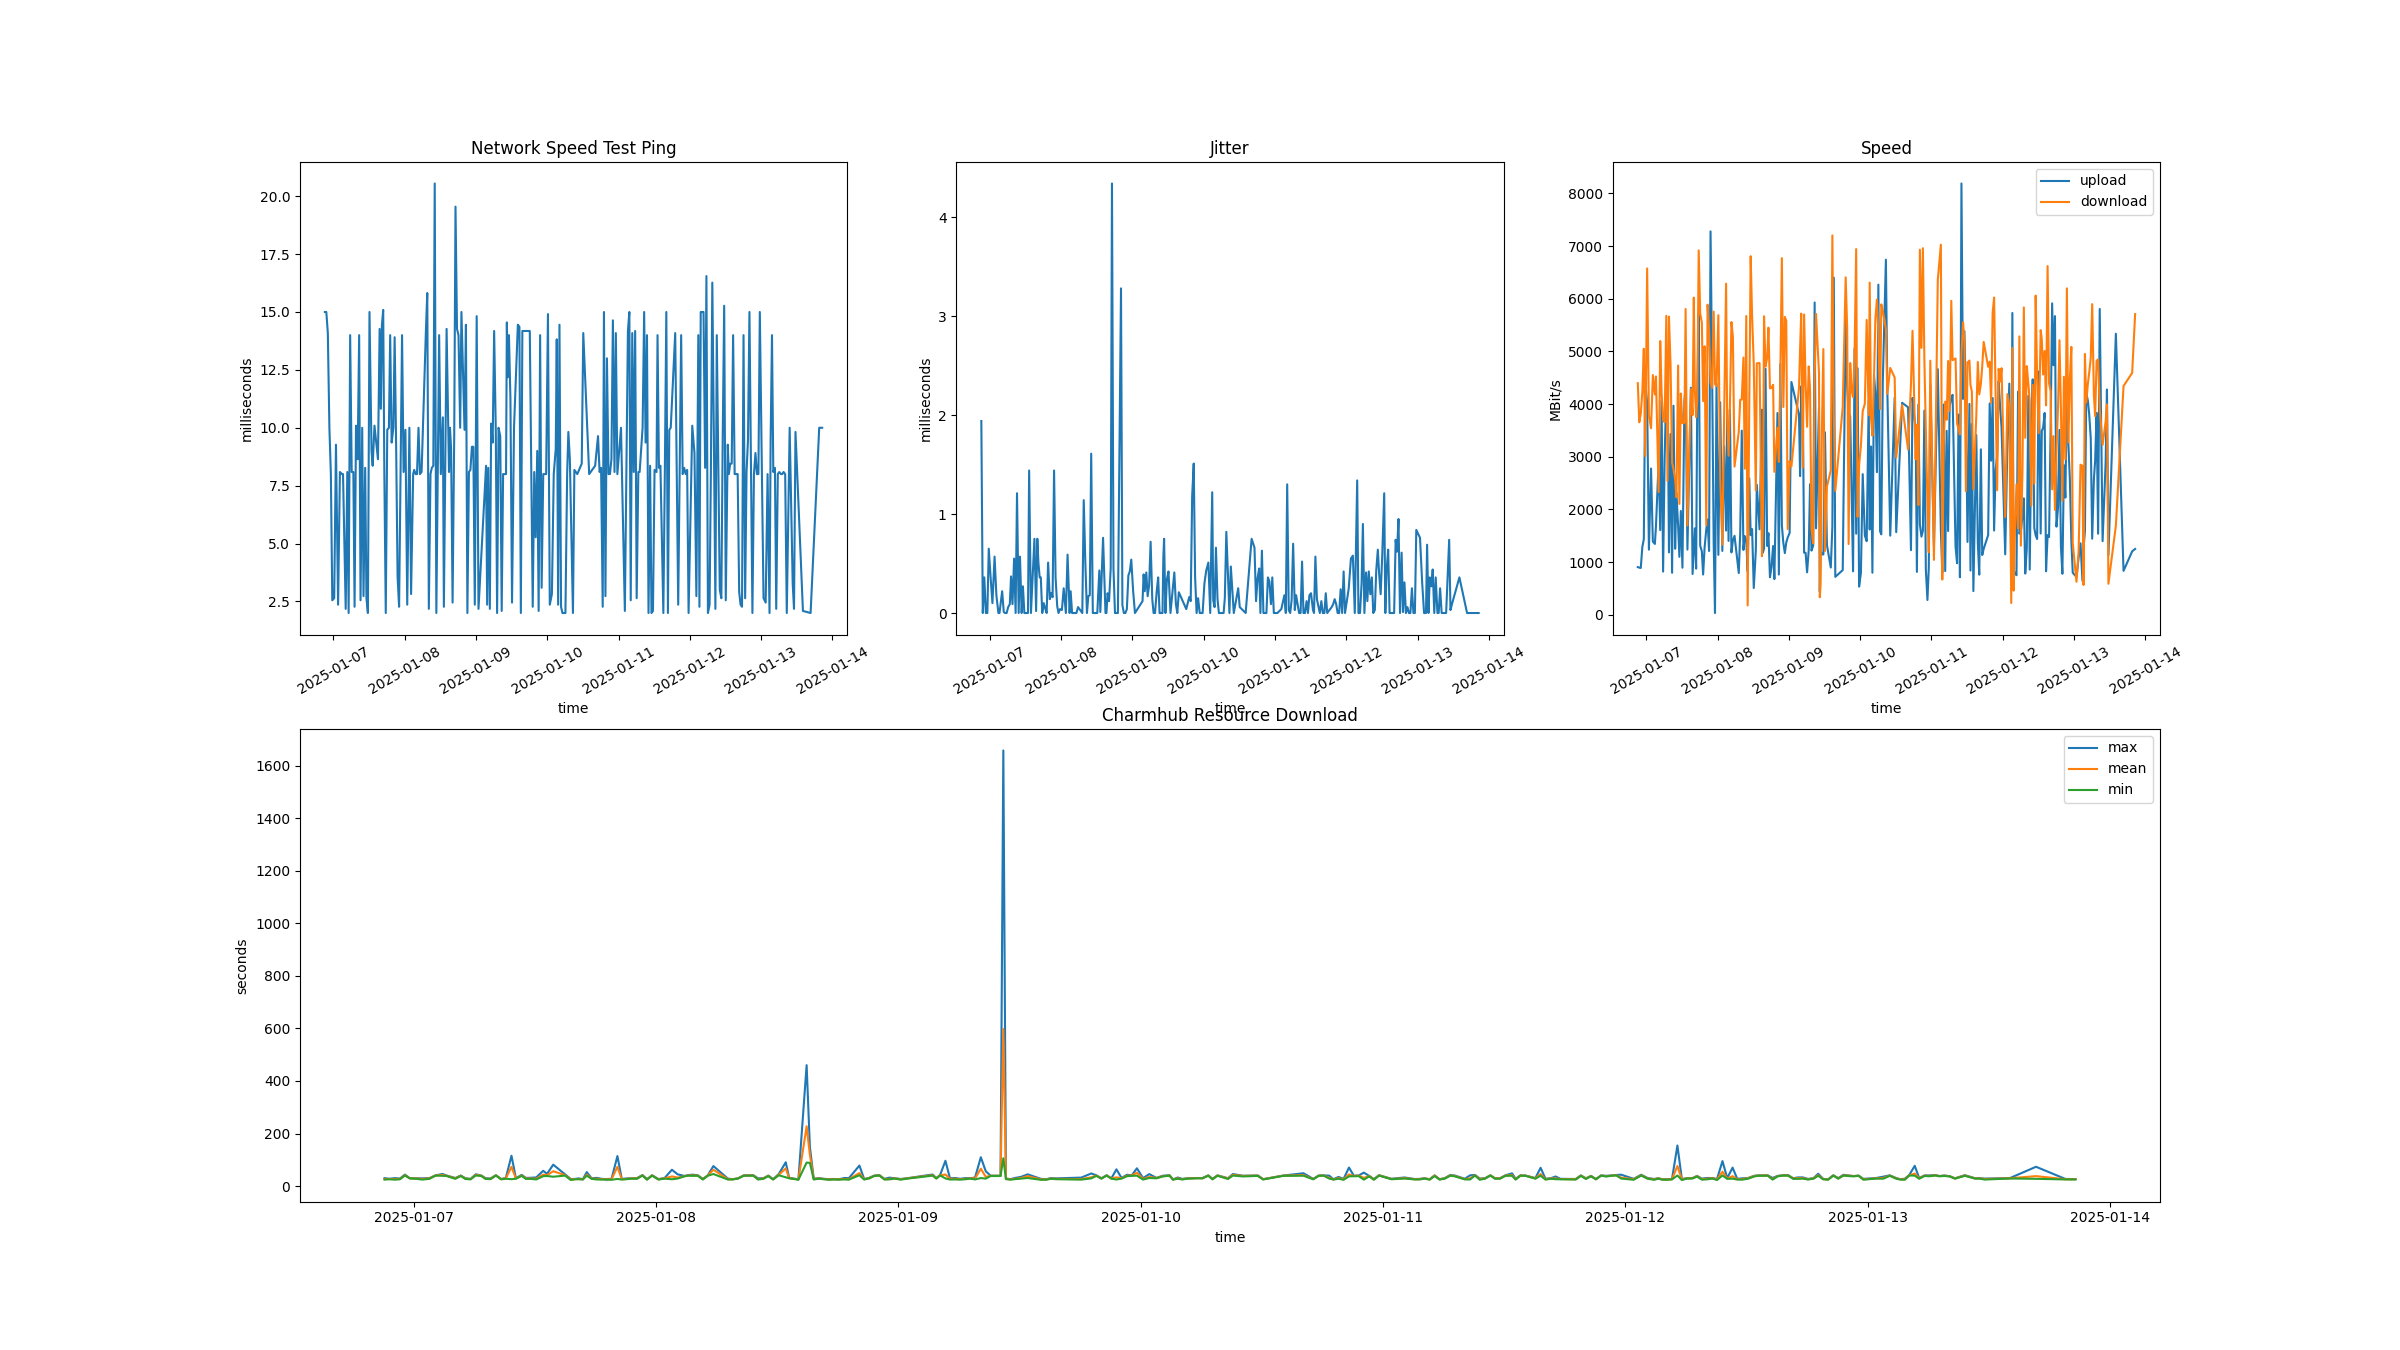 Network Speed Test Ping
20.0
17.5
15.0
12.5
10.0
7.5
5.0
2.5
milliseconds
2025-01-07 2025-01-08 2025-01-09 2025-01-10 2025-01-11 2025-01-12 2025-01-13 2025-01-14
time
Jitter
4
3
2
1
0
milliseconds
2025-01-07 2025-01-08 2025-01-09 2025-01-10 2025-01-11 2025-01-12 2025-01-13 2025-01-14
time
Speed
upload
download
8000
7000
6000
5000
4000
3000
2000
1000
0
MBit/s
2025-01-07 2025-01-08 2025-01-09 2025-01-10 2025-01-11 2025-01-12 2025-01-13 2025-01-14
time
Charmhub Resource Download
max
mean
min
1600
1400
1200
1000
800
600
400
200
0
seconds
2025-01-07 2025-01-08 2025-01-09 2025-01-10 2025-01-11 2025-01-12 2025-01-13 2025-01-14
time